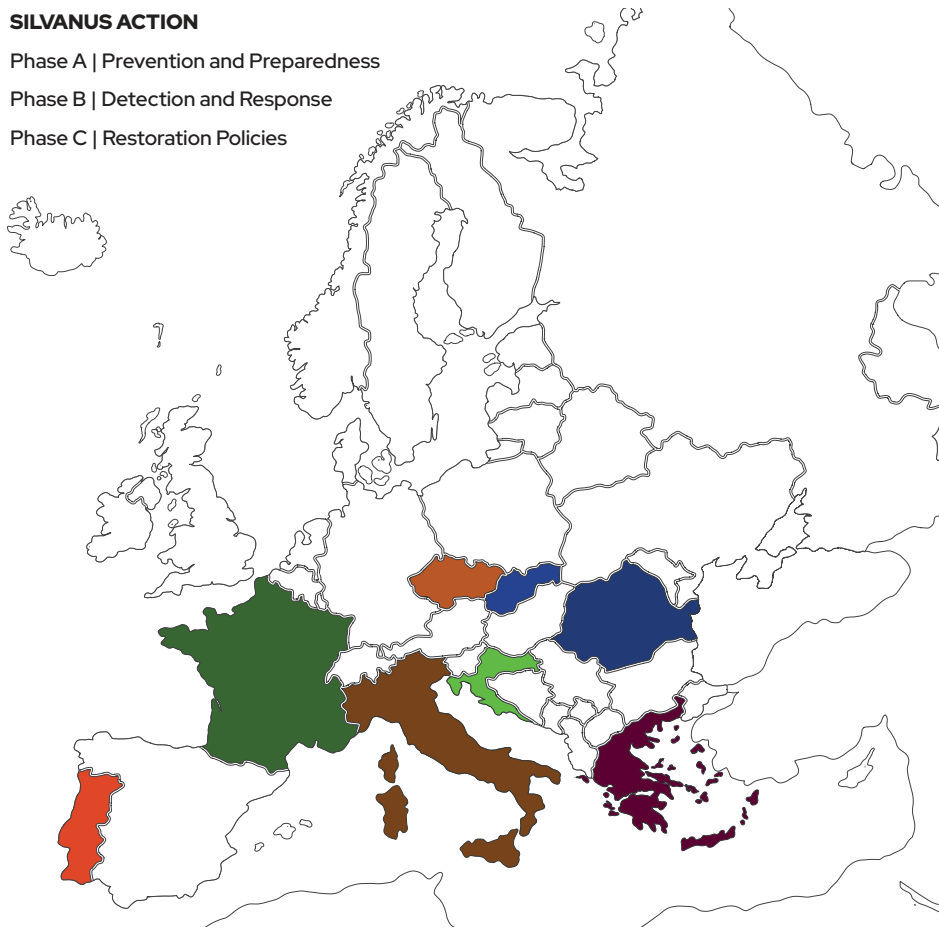 SILVANUS ACTION
Phase A | Prevention and Preparedness
Phase B | Detection and Response
Phase C | Restoration Policies